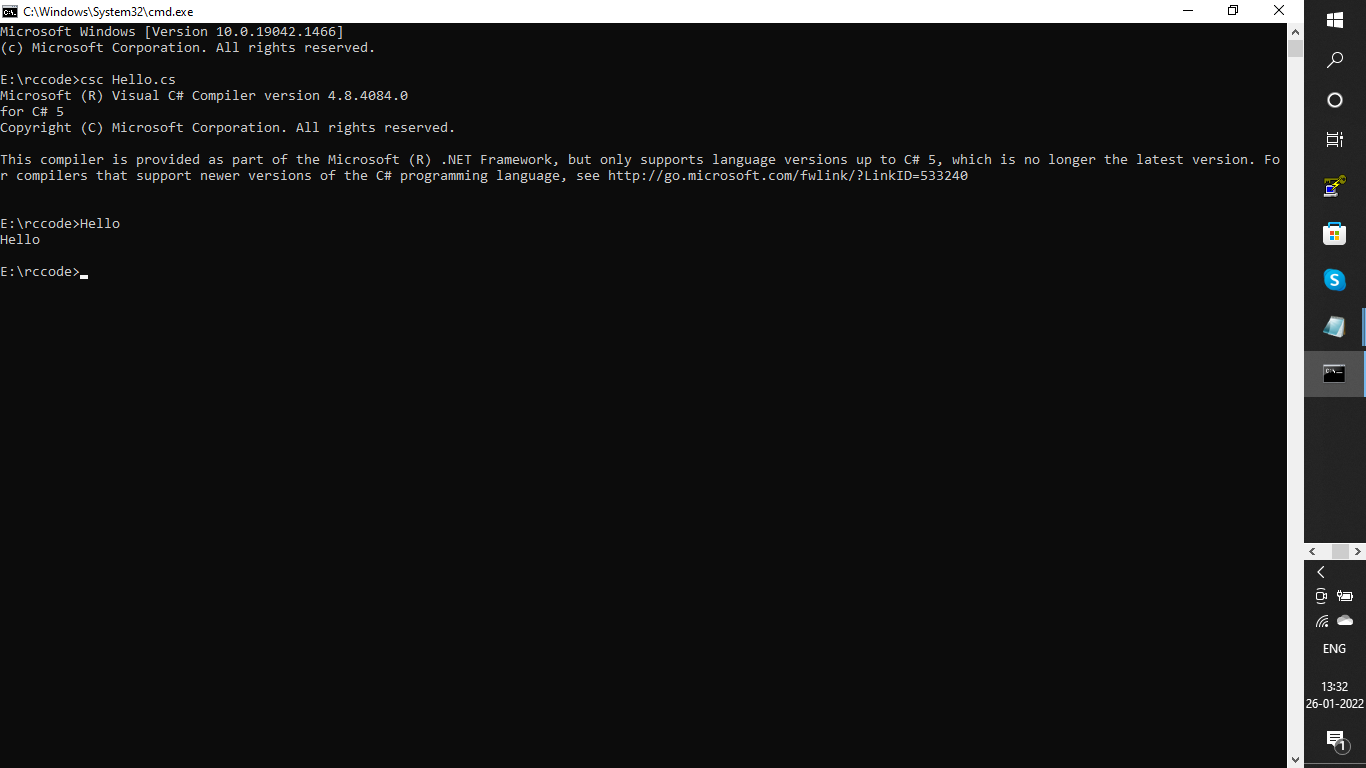 C:\Windows\System32\cmd.exe
Microsoft Windows [Version 10.0.19042.1466]
(c) Microsoft Corporation. All rights reserved.
E:\rccode>csc Hello.cs
Microsoft (R) Visual C# Compiler version 4.8.4084.0
for C# 5
Copyright (C) Microsoft Corporation. All rights reserved.
This compiler is provided as part of the Microsoft (R) .NET Framework, but only supports language versions up to C# 5, which is no longer the latest version. Fo
r compilers that support newer versions of the C# programming language, see http://go.microsoft.com/fwlink/?LinkID=533240
E:\rccode>Hello
Hello
E:\rccode>
ENG
13:32
26-01-2022
1